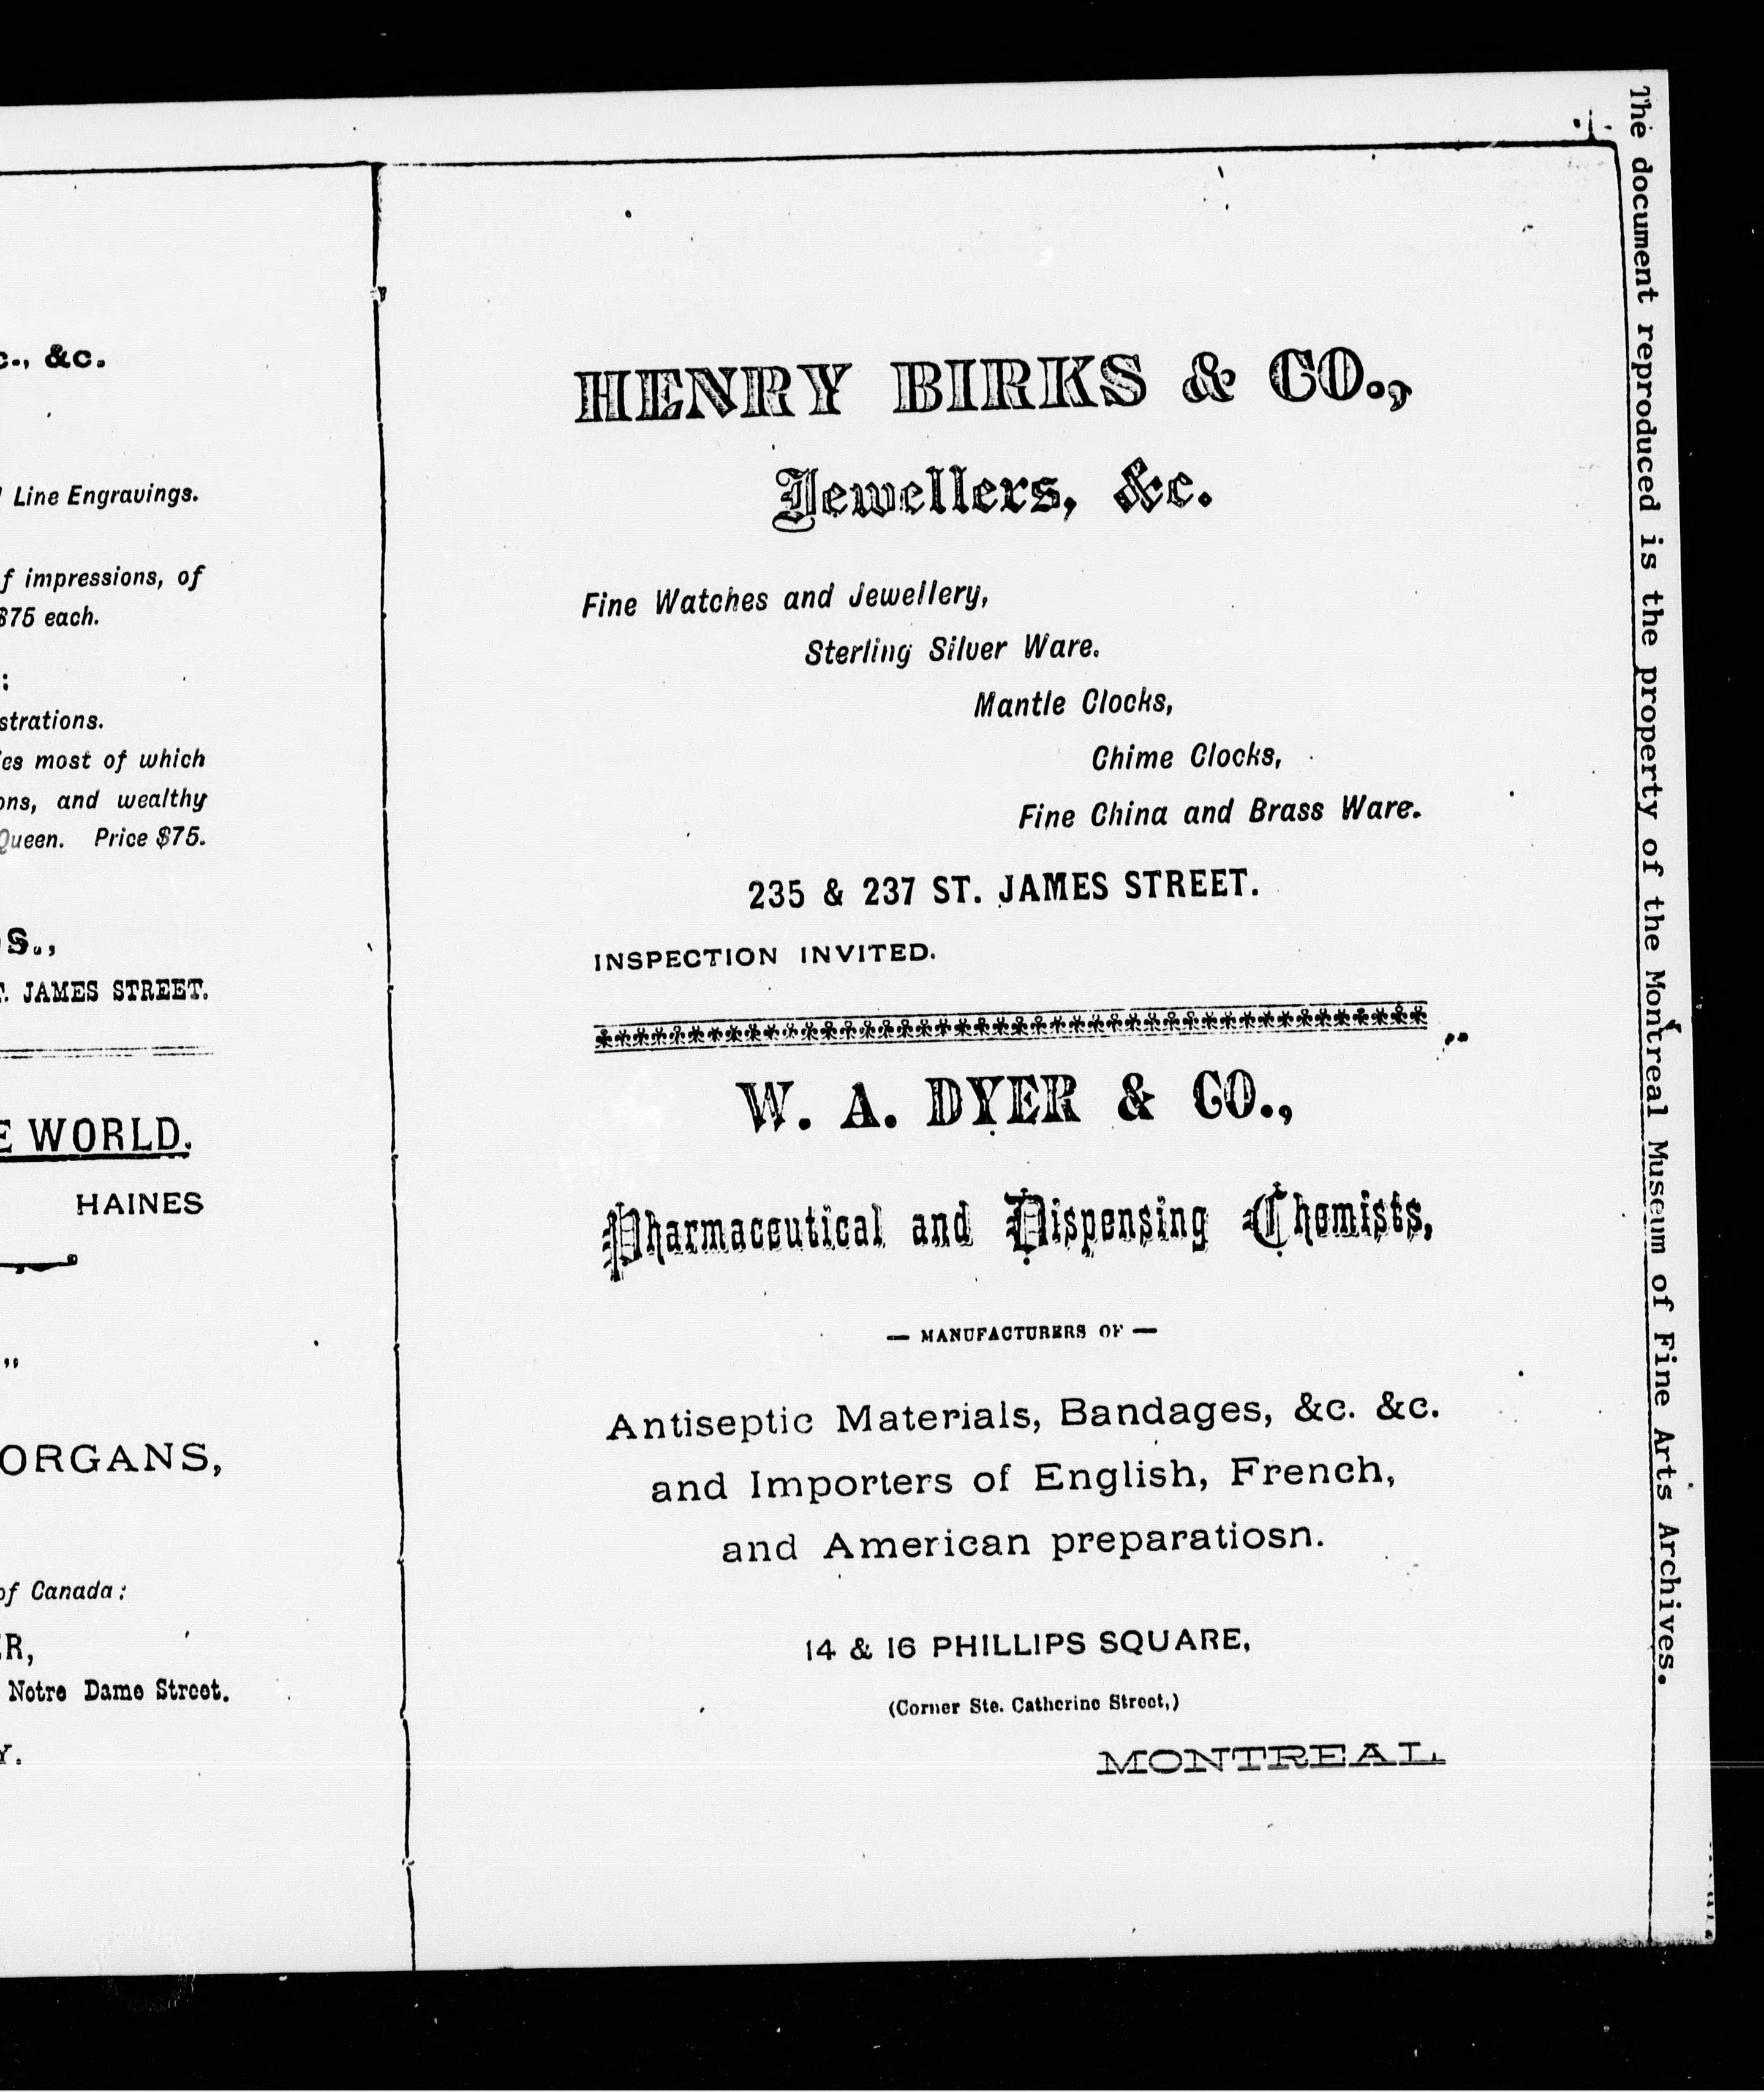 &c.
Line Engravings.
impressions, of
$75 each.
:
es most of which
and wealthy
Queen. Price $75.
JAMES STREET.
WORLD.
HAINES
"
ORGANS,
of Canada:
Notre Dame Street.
HENRY BIRKS & CO.,
Jewellers, &c.
Fine Watches and Jewellery,
Sterling Silver Ware.
Mantle Clocks,
Chime Clocks,
Fine China and Brass Ware.
235 & 237 ST. JAMES STREET.
INSPECTION INVITED.
W. A. DYER & CO.,
Pharmaceutical and Dispensing Chemists,
— MANUFACTURERS OF —
Antiseptic Materials, Bandages, &c. &c.
and Importers of English, French,
and American preparatiosn.
14 & 16 PHILLIPS SQUARE,
(Corner Ste. Catherine Street,)
MONTREAL.
The document reproduced is the property of the Montreal Museum of Fine Arts Archives.